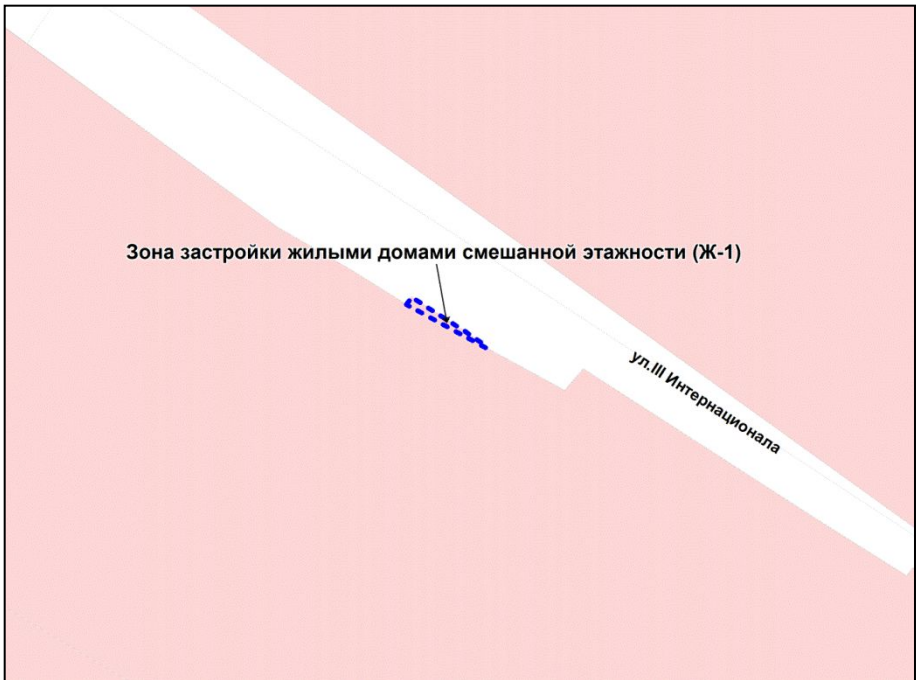 Зона застройки жилыми домами смешанной этажности (Ж-1)
ул.III Интернационала